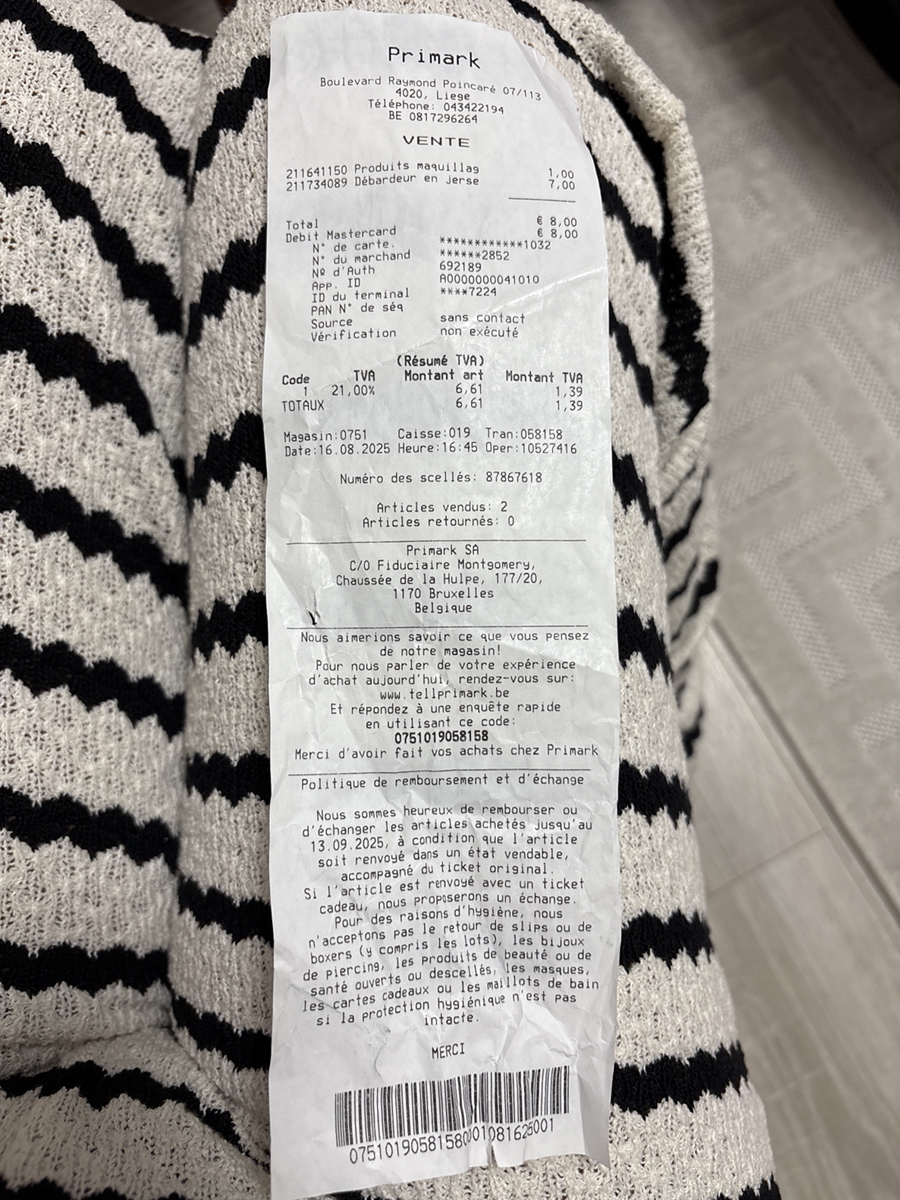 Primark
Boulevard Raymond Poincaré 07/113
4020, Liege
Téléphone: 043422194
BE 0817296264
VENTE
211641150 Produits maquillag 1,00
211734089 Débardeur en jerse 7,00
Total € 8,00
Debit Mastercard € 8,00
N° de carte. ************1032
N° du marchand ******2852
Nº d'Auth 692189
App. ID A0000000041010
ID du terminal ****7224
PAN N° de séq
Source sans contact
Vérification non exécuté
(Résumé TVA)
Code TVA Montant art Montant TVA
1 21,00% 6,61 1,39
TOTAUX 6,61 1,39
Magasin:0751 Caisse:019 Tran:058158
Date:16.08.2025 Heure:16:45 Oper:10527416
Numéro des scellés: 87867618
Articles vendus: 2
Articles retournés: 0
Primark SA
C/O Fiduciaire Montgomery,
Chaussée de la Hulpe, 177/20,
1170 Bruxelles
Belgique
Nous aimerions savoir ce que vous pensez
de notre magasin!
Pour nous parler de votre expérience
d'achat aujourd'hui, rendez-vous sur:
www.tellprimark.be
Et répondez à une enquête rapide
en utilisant ce code:
0751019058158
Merci d'avoir fait vos achats chez Primark
Politique de remboursement et d'échange
Nous sommes heureux de rembourser ou
d'échanger les articles achetés jusqu'au
13.09.2025, à condition que l'article
soit renvoyé dans un état vendable,
accompagné du ticket original.
Si l'article est renvoyé avec un ticket
cadeau, nous proposerons un échange.
Pour des raisons d'hygiène, nous
n'acceptons pas le retour de slips ou de
boxers (y compris les lots), les bijoux
de piercing, les produits de beauté ou de
santé ouverts ou descellés, les masques,
les cartes cadeaux ou les maillots de bain
si la protection hygiénique n'est pas
intacte.
MERCI